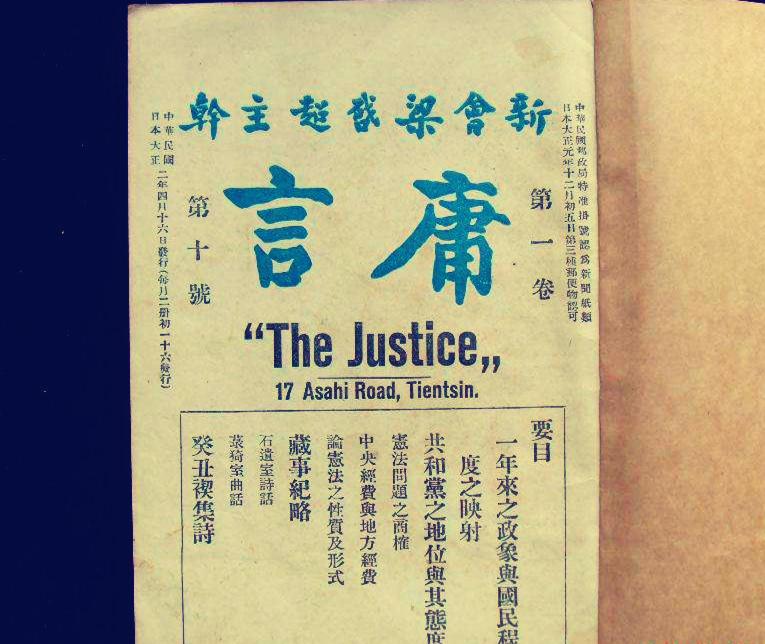 新會梁啓超主幹
中華民國郵政局特准掛號認爲新聞紙類
日本大正元年十二月初五日第三種郵便物認可
第一卷
庸言
第十號
中華民國
日本大正
二年四月十六日發行(每月二册初一十六發行)
“The Justice„
17 Asahi Road, Tientsin.
要目
一年來之政象與國民程
度之映射
共和黨之地位與其態度
憲法問題之商榷
中央經費與地方經費
論憲法之性質及形式
藏事紀略
石遺室詩話
菉猗室曲話
癸丑禊集詩